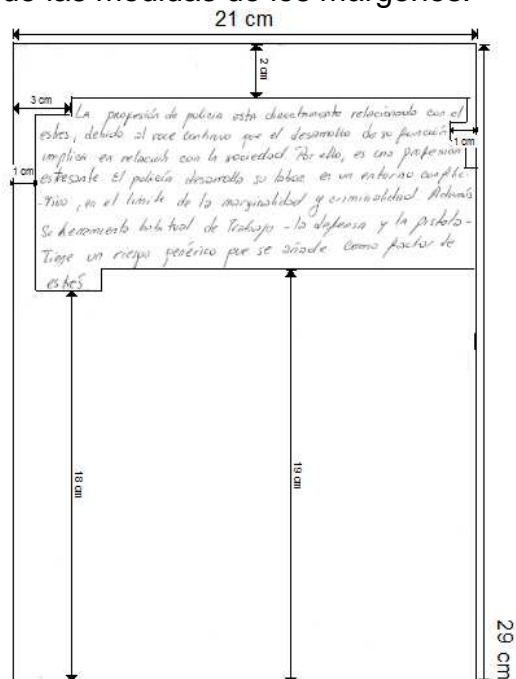 de las medidas de los márgenes.
21 cm
2 cm
3 cm
La profesión de policía esta directamente relacionada con el
estres, debido al roce continuo que el desarrollo de su función
1 cm
implica en relación con la sociedad. Por ello, es una profesión
1 cm
estresante El policía desarrolla su labor en un entorno conflic-
-tivo, en el límite de la marginalidad y criminalidad Además
Su herramienta habitual de Trabajo - la defensa y la pistola -
Tiene un riesgo genérico que se añade como factor de
estrés
18 cm
19 cm
29 cm